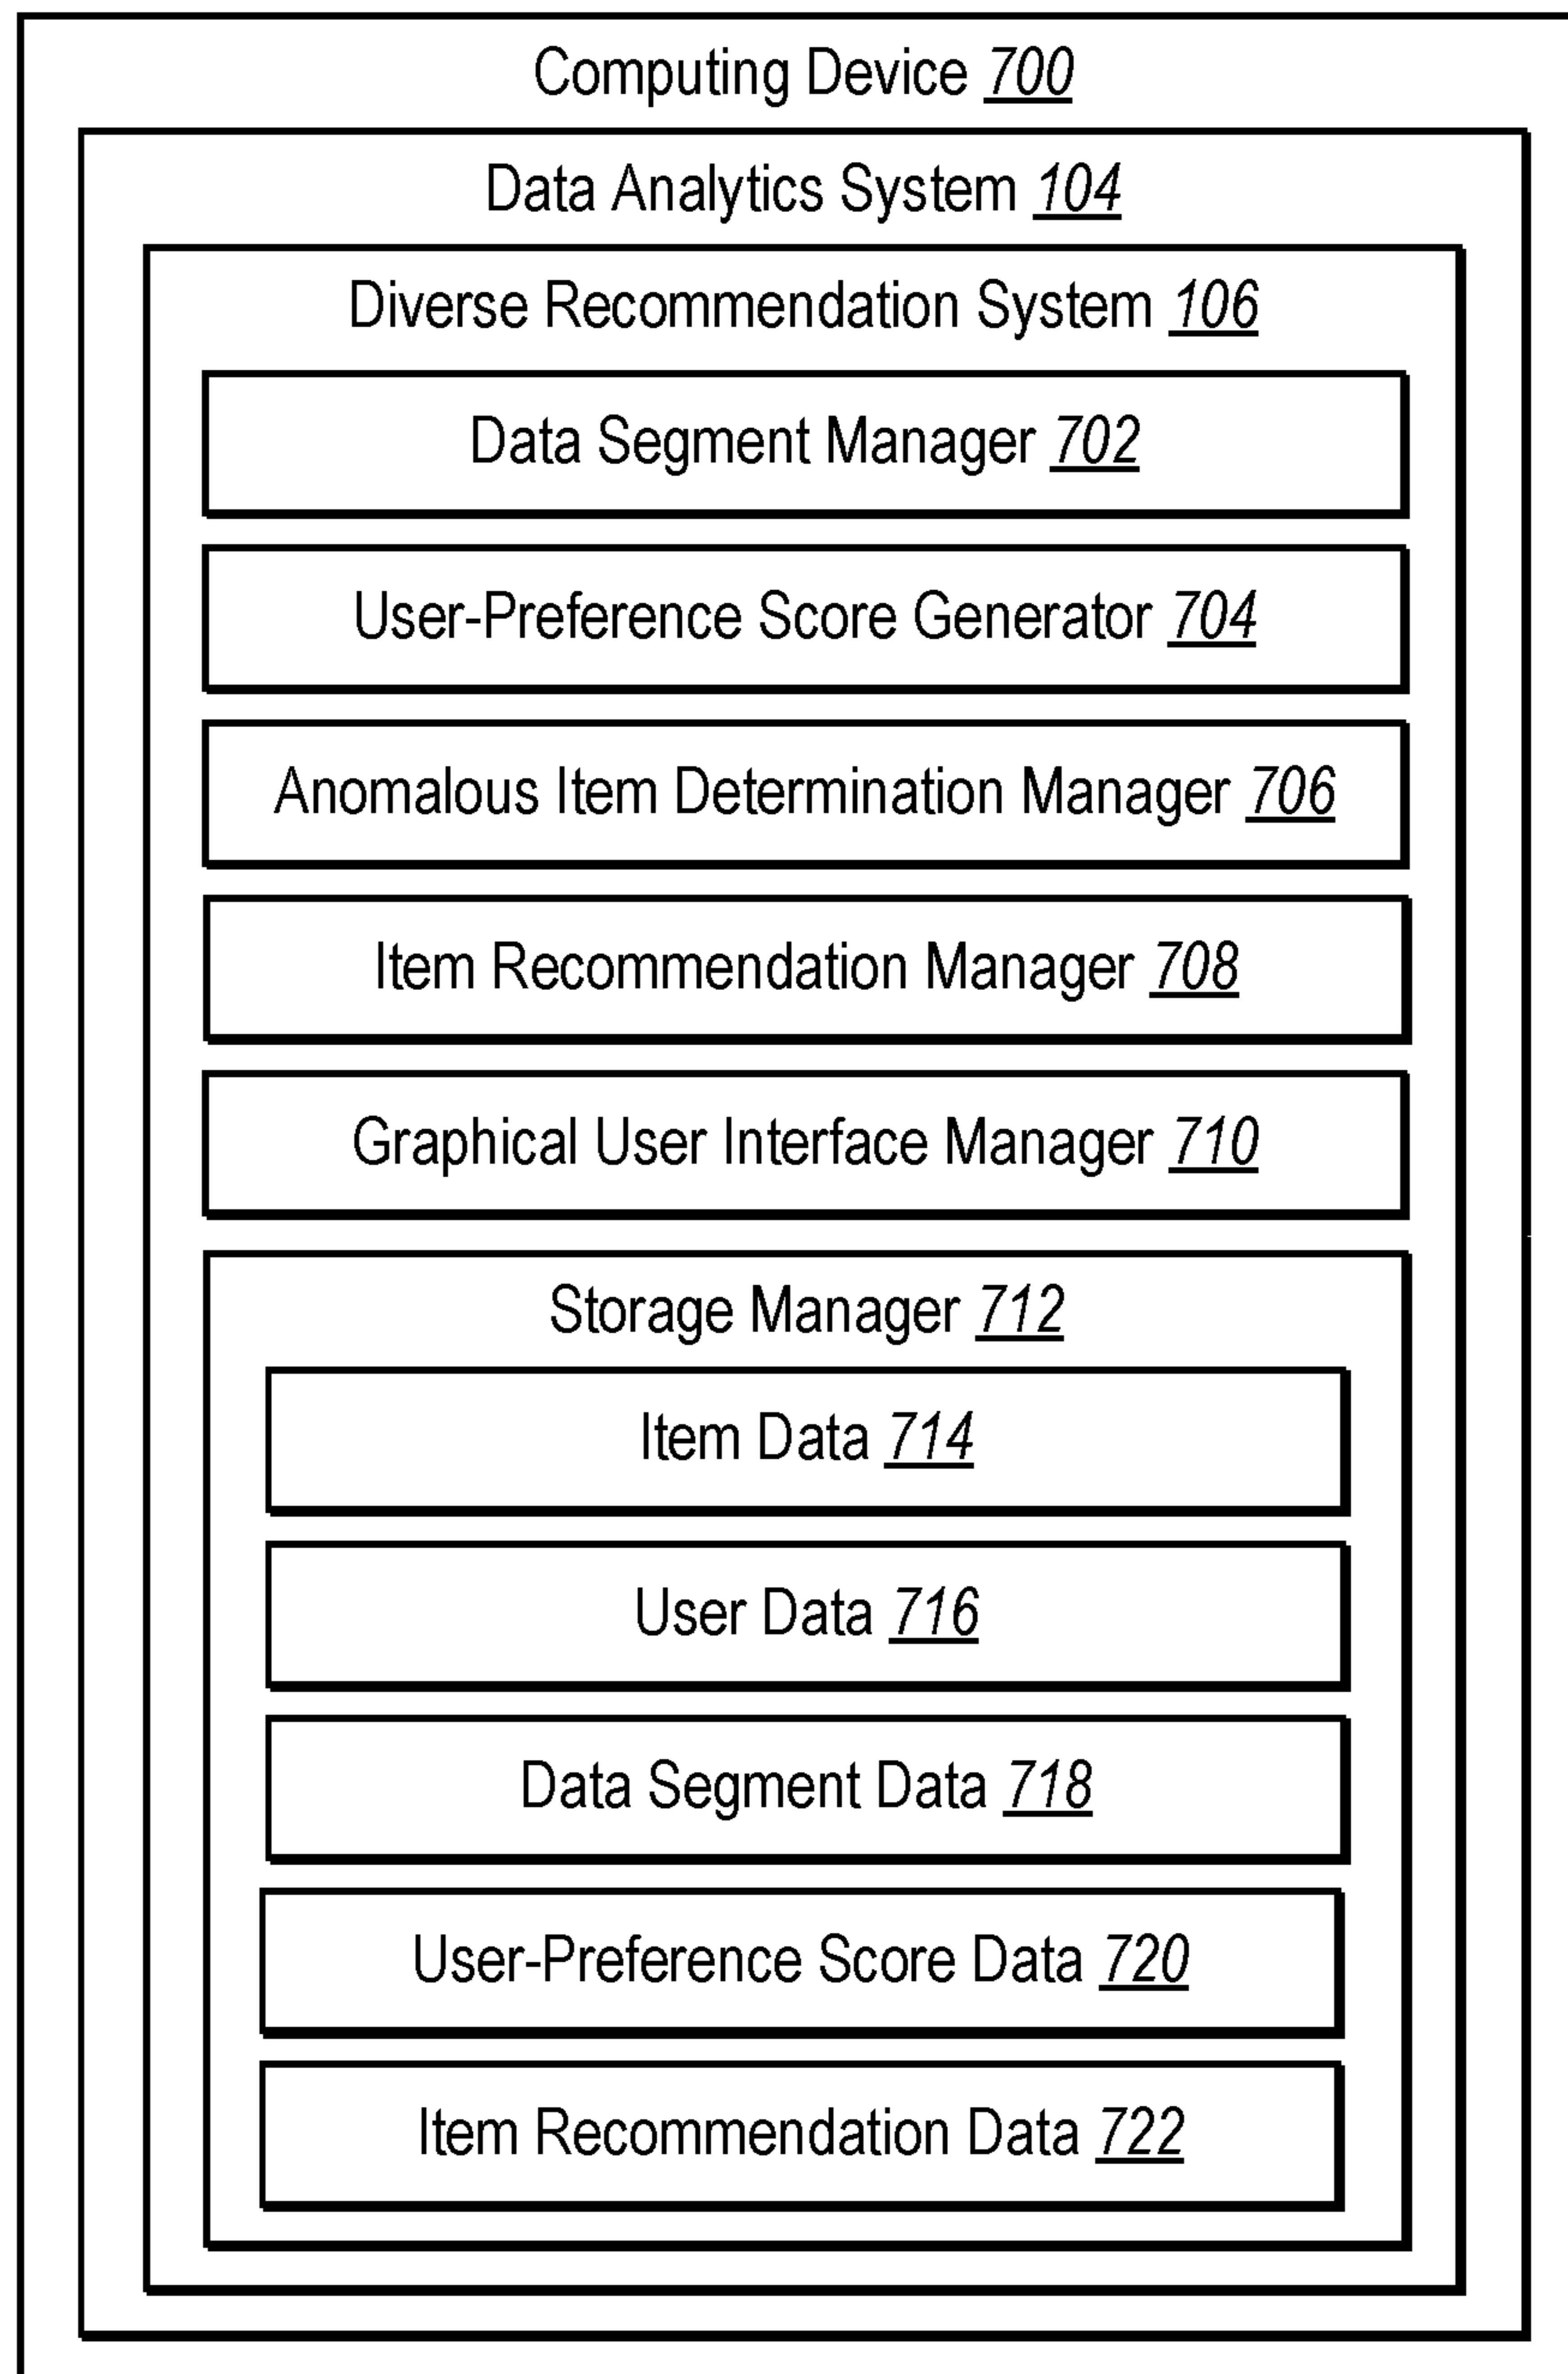 Computing Device 700
Data Analytics System 104
Diverse Recommendation System 106
Data Segment Manager 702
User-Preference Score Generator 704
Anomalous Item Determination Manager 706
Item Recommendation Manager 708
Graphical User Interface Manager 710
Storage Manager 712
Item Data 714
User Data 716
Data Segment Data 718
User-Preference Score Data 720
Item Recommendation Data 722